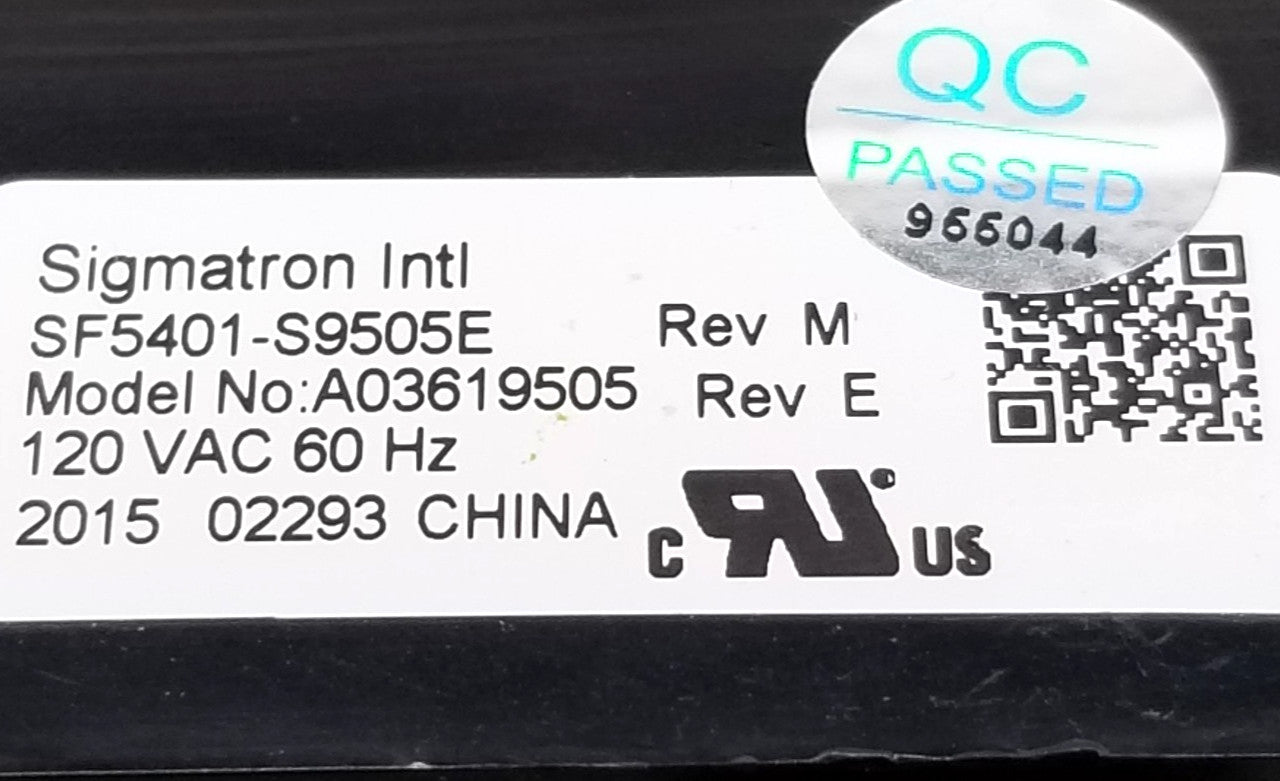 QC
PASSED
966044
Sigmatron Intl
SF5401-S9505E Rev M
Model No:A03619505 Rev E
120 VAC 60 Hz
2015 02293 CHINA
c RU US